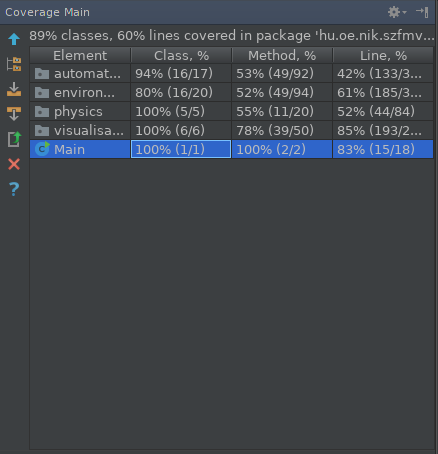 Coverage Main
89% classes, 60% lines covered in package 'hu.oe.nik.szfmv...
Element Class, % Method, % Line, %
automat... 94% (16/17) 53% (49/92) 42% (133/3...
environ... 80% (16/20) 52% (49/94) 61% (185/3...
physics 100% (5/5) 55% (11/20) 52% (44/84)
visualisa... 100% (6/6) 78% (39/50) 85% (193/2...
C Main 100% (1/1) 100% (2/2) 83% (15/18)
?